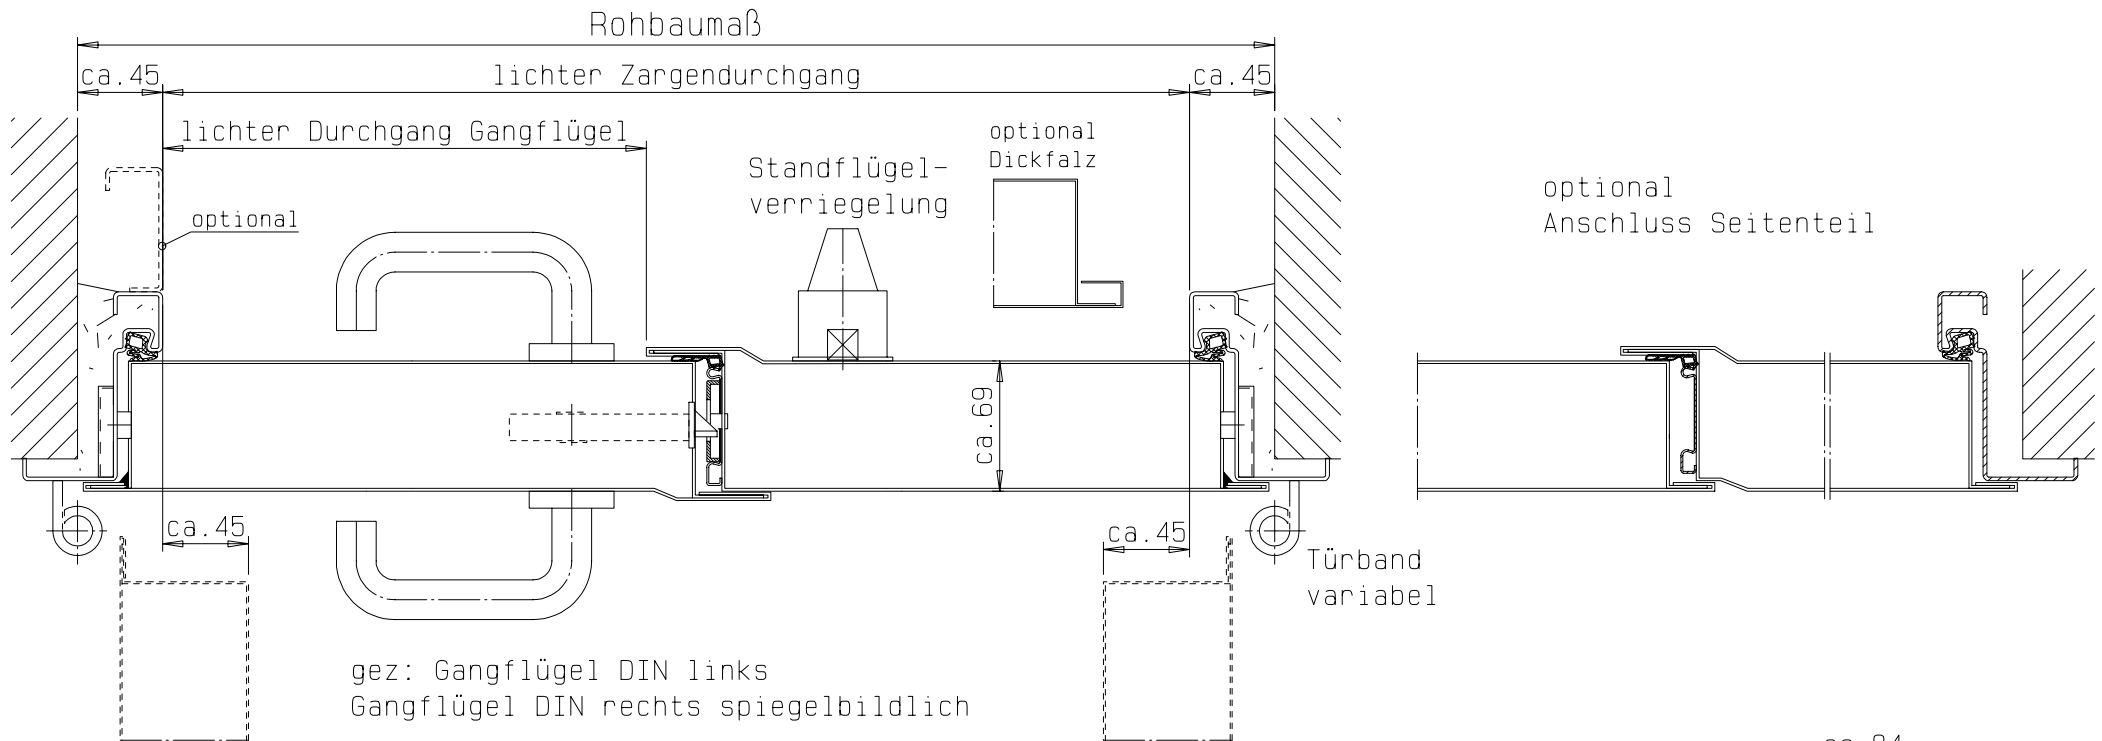 Rohbaumaß
ca.45
lichter Zargendurchgang
ca.45
lichter Durchgang Gangflügel
optional
Dickfalz
Standflügel-
verriegelung
optional
Anschluss Seitenteil
optional
ca.69
ca.45
ca.45
Türband
variabel
gez: Gangflügel DIN links
Gangflügel DIN rechts spiegelbildlich